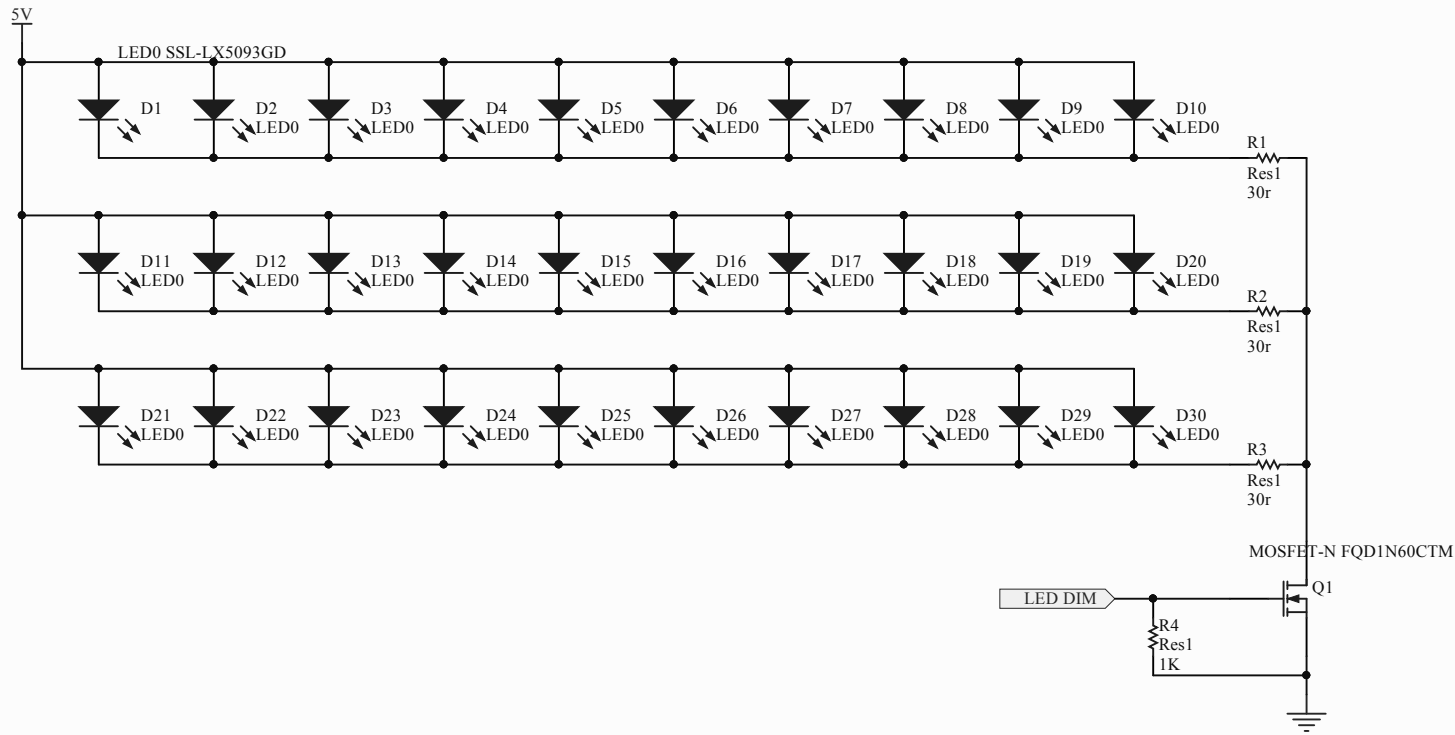 5V
LED0 SSL-LX5093GD
D1
D2
LED0
D3
LED0
D4
LED0
D5
LED0
D6
LED0
D7
LED0
D8
LED0
D9
LED0
D10
LED0
R1
Res1
30r
D11
LED0
D12
LED0
D13
LED0
D14
LED0
D15
LED0
D16
LED0
D17
LED0
D18
LED0
D19
LED0
D20
LED0
R2
Res1
30r
D21
LED0
D22
LED0
D23
LED0
D24
LED0
D25
LED0
D26
LED0
D27
LED0
D28
LED0
D29
LED0
D30
LED0
R3
Res1
30r
MOSFET-N FQD1N60CTM
Q1
LED DIM
R4
Res1
1K